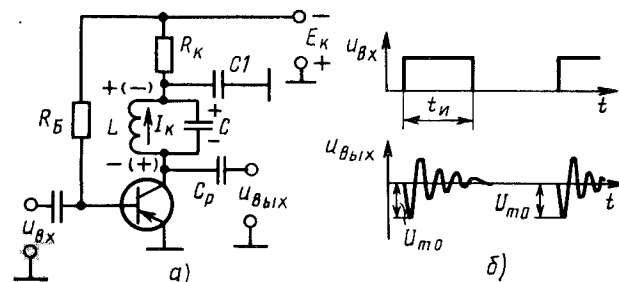 − Eк +
Rк
C1
+(−)
RБ
L
Iк
+ C −
−(+)
Cр
uвх
uвых
а)
uвх
tи
t
uвых
Um0
Um0
t
б)